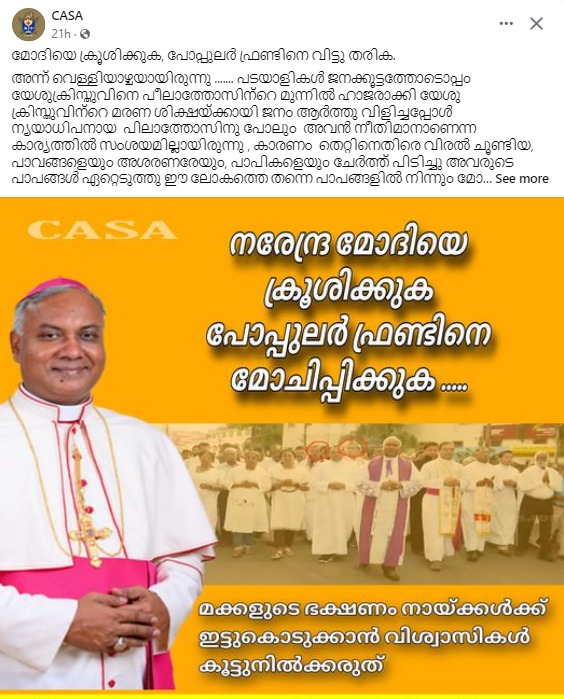 CASA
21h ·
മോദിയെ ക്രൂശിക്കുക, പോപ്പുലർ ഫ്രണ്ടിനെ വിട്ടു തരിക.
അന്ന് വെള്ളിയാഴ്ചയായിരുന്നു ....... പടയാളികൾ ജനക്കൂട്ടത്തോടൊപ്പം
യേശുക്രിസ്തുവിനെ പീലാത്തോസിന്റെ മുന്നിൽ ഹാജരാക്കി യേശു
ക്രിസ്തുവിന്റെ മരണ ശിക്ഷയ്ക്കായി ജനം ആർത്തു വിളിച്ചപ്പോൾ
ന്യയാധിപനായ പിലാത്തോസിനു പോലും അവൻ നീതിമാനാണെന്ന
കാര്യത്തിൽ സംശയമില്ലായിരുന്നു , കാരണം തെറ്റിനെതിരെ വിരൽ ചൂണ്ടിയ,
പാവങ്ങളെയും അശരണരേയും, പാപികളെയും ചേർത്ത് പിടിച്ചു അവരുടെ
പാപങ്ങൾ ഏറ്റെടുത്തു ഈ ലോകത്തെ തന്നെ പാപങ്ങളിൽ നിന്നും മോ... See more
CASA
നരേന്ദ്ര മോദിയെ
ക്രൂശിക്കുക
പോപ്പുലർ ഫ്രണ്ടിനെ
മോചിപ്പിക്കുക .....
മക്കളുടെ ഭക്ഷണം നായ്ക്കൾക്ക്
ഇട്ടുകൊടുക്കാൻ വിശ്വാസികൾ
കൂട്ടുനിൽക്കരുത്